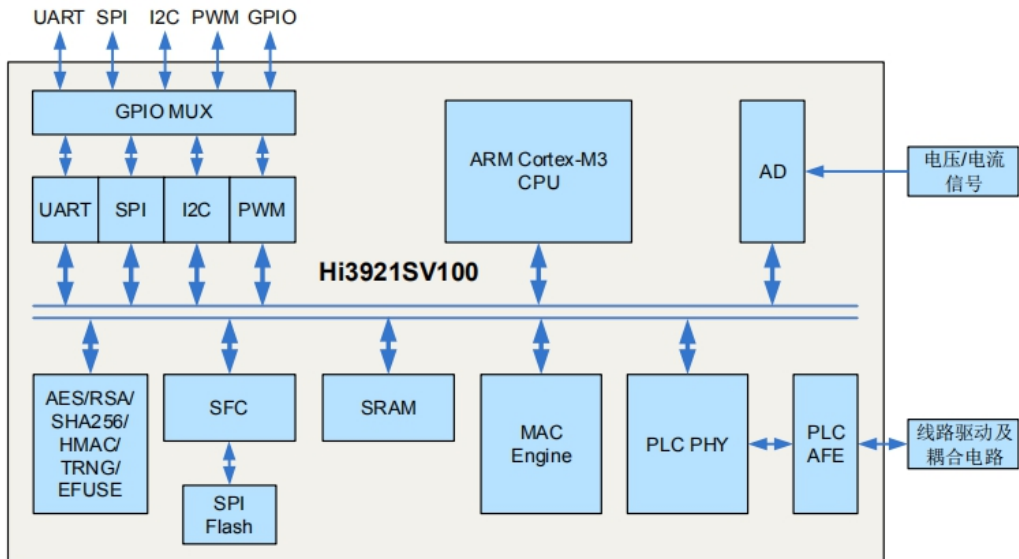 UART SPI I2C PWM GPIO
GPIO MUX
UART SPI I2C PWM
ARM Cortex-M3
CPU
AD
电压/电流
信号
Hi3921SV100
AES/RSA/
SHA256/
HMAC/
TRNG/
EFUSE
SFC
SPI
Flash
SRAM
MAC
Engine
PLC PHY
PLC
AFE
线路驱动及
耦合电路